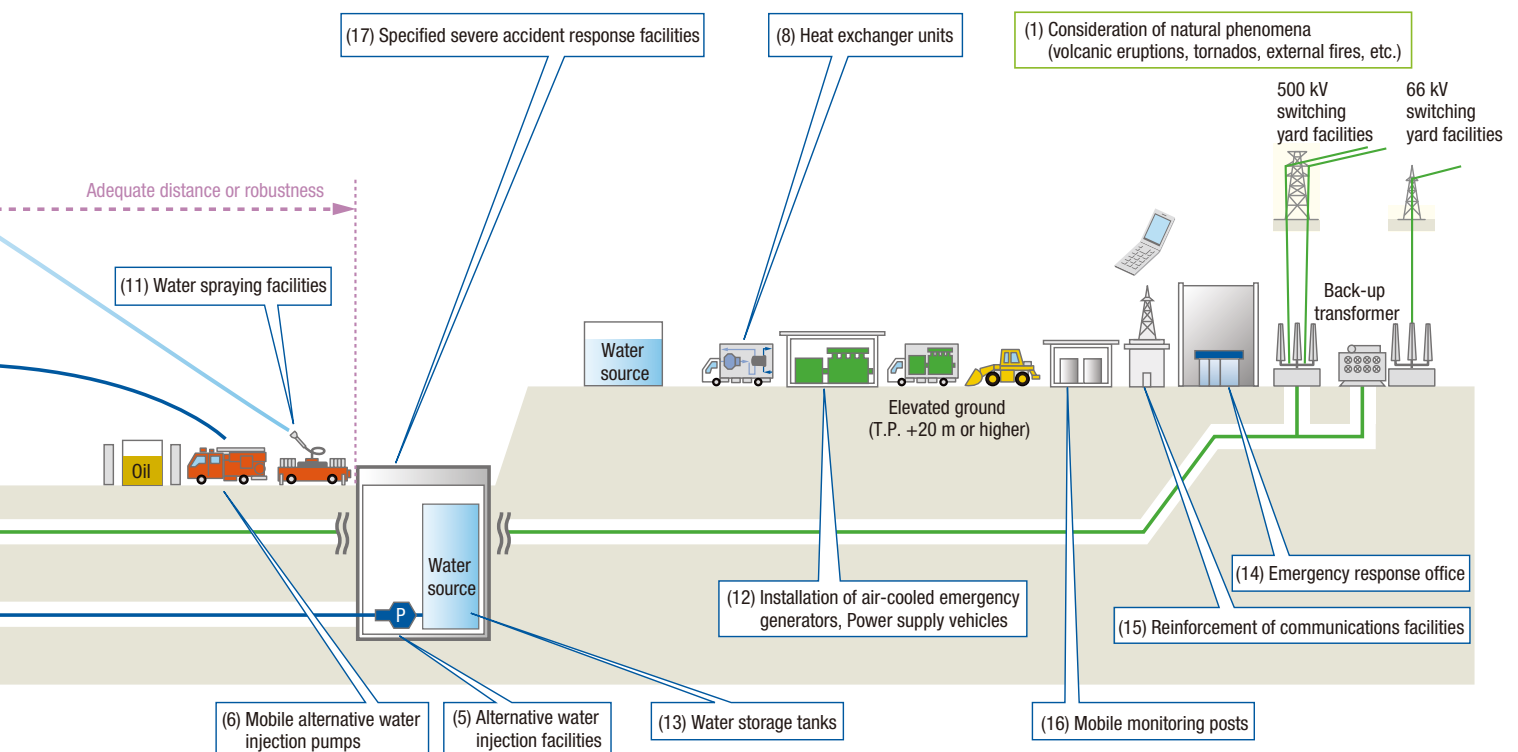 (17) Specified severe accident response facilities
(8) Heat exchanger units
(1) Consideration of natural phenomena
(volcanic eruptions, tornados, external fires, etc.)
500 kV
switching
yard facilities
66 kV
switching
yard facilities
Adequate distance or robustness
(11) Water spraying facilities
Back-up
transformer
Water
source
Elevated ground
(T.P. +20 m or higher)
Oil
Water
source
P
(14) Emergency response office
(12) Installation of air-cooled emergency
generators, Power supply vehicles
(15) Reinforcement of communications facilities
(6) Mobile alternative water
injection pumps
(5) Alternative water
injection facilities
(13) Water storage tanks
(16) Mobile monitoring posts